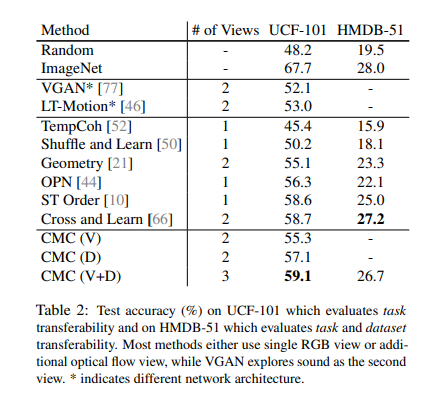 Method # of Views UCF-101 HMDB-51
Random - 48.2 19.5
ImageNet - 67.7 28.0
VGAN* [77] 2 52.1 -
LT-Motion* [46] 2 53.0 -
TempCoh [52] 1 45.4 15.9
Shuffle and Learn [50] 1 50.2 18.1
Geometry [21] 2 55.1 23.3
OPN [44] 1 56.3 22.1
ST Order [10] 1 58.6 25.0
Cross and Learn [66] 2 58.7 27.2
CMC (V) 2 55.3 -
CMC (D) 2 57.1 -
CMC (V+D) 3 59.1 26.7
Table 2: Test accuracy (%) on UCF-101 which evaluates task
transferability and on HMDB-51 which evaluates task and dataset
transferability. Most methods either use single RGB view or addi-
tional optical flow view, while VGAN explores sound as the second
view. * indicates different network architecture.